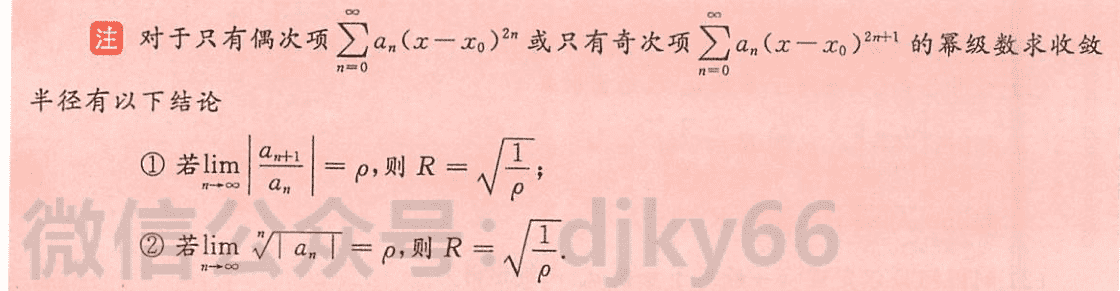 注 对于只有偶次项 $\sum_{n=0}^{\infty} a_n(x-x_0)^{2n}$ 或只有奇次项 $\sum_{n=0}^{\infty} a_n(x-x_0)^{2n+1}$ 的幂级数求收敛
半径有以下结论
① 若 $\lim_{n\to\infty} \left|\frac{a_{n+1}}{a_n}\right| = \rho$,则 $R = \sqrt{\frac{1}{\rho}}$;
② 若 $\lim_{n\to\infty} \sqrt[n]{|a_n|} = \rho$,则 $R = \sqrt{\frac{1}{\rho}}$.
微信公众号:djky66